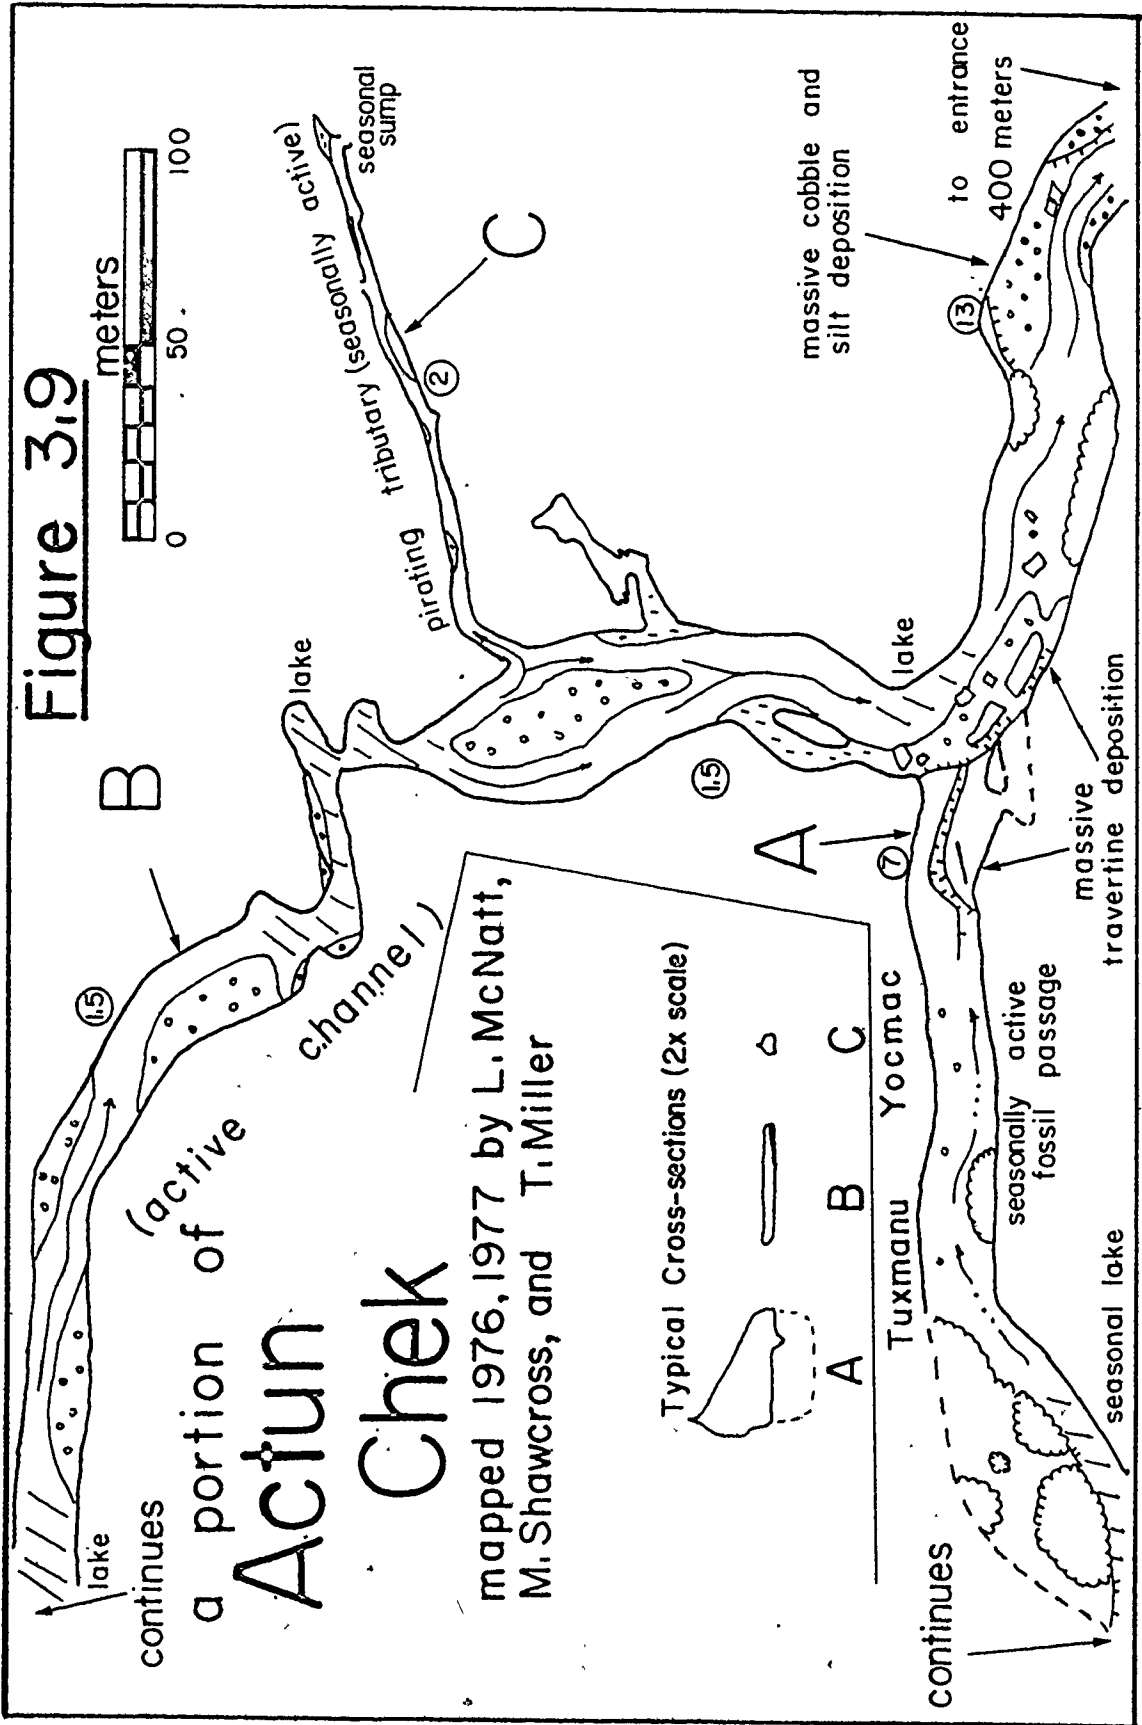 Figure 3.9
meters
0 50 100
a portion of
Actun
Chek
mapped 1976, 1977 by L. McNatt,
M. Shawcross, and T. Miller
Typical Cross-sections (2x scale)
A B C
continues
lake
(active channel)
1.5
B
lake
pirating tributary (seasonally active)
seasonal
sump
2
C
1.5
lake
A
7
Tuxmanu Yocmac
continues
seasonal lake
seasonally active
fossil passage
massive
travertine deposition
13
massive cobble and
silt deposition
to entrance
400 meters